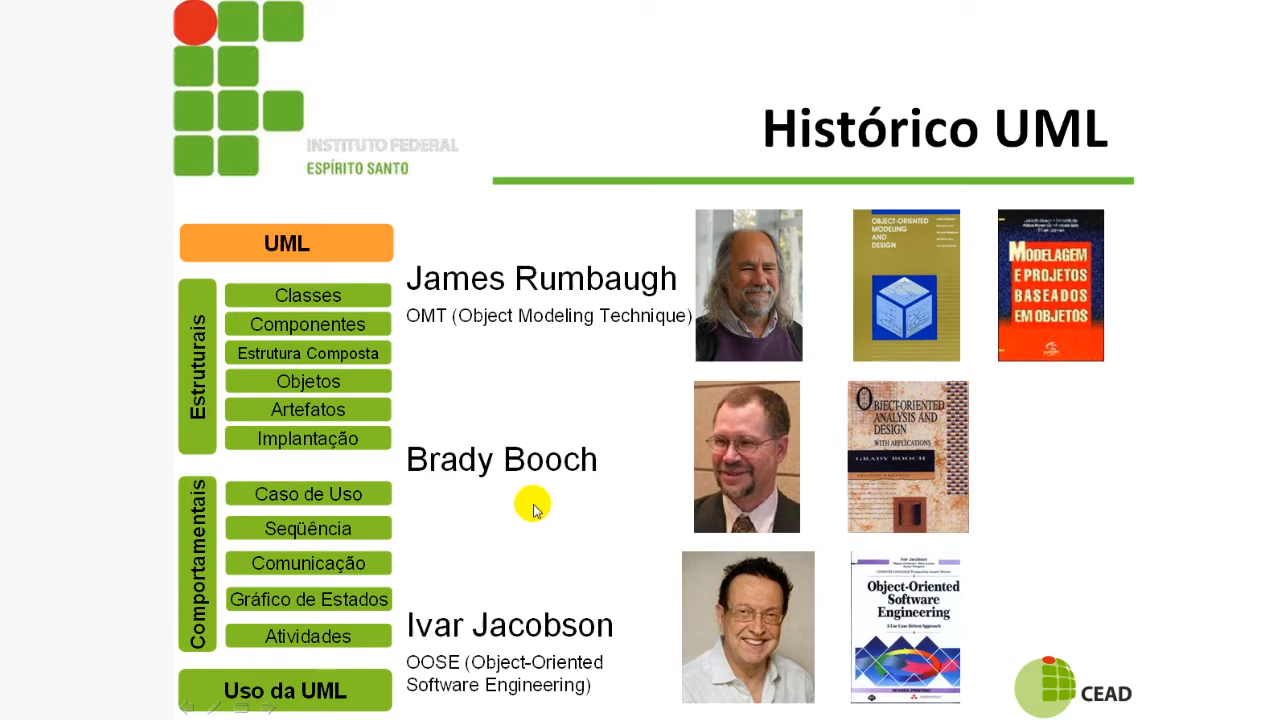 INSTITUTO FEDERAL
ESPÍRITO SANTO
Histórico UML
UML
Estruturais
Classes
Componentes
Estrutura Composta
Objetos
Artefatos
Implantação
Comportamentais
Caso de Uso
Seqüência
Comunicação
Gráfico de Estados
Atividades
Uso da UML
James Rumbaugh
OMT (Object Modeling Technique)
OBJECT-ORIENTED
MODELING
AND
DESIGN
MODELAGEM
E PROJETOS
BASEADOS
EM OBJETOS
Brady Booch
OBJECT-ORIENTED
ANALYSIS AND
DESIGN
WITH APPLICATIONS
GRADY BOOCH
Ivar Jacobson
OOSE (Object-Oriented
Software Engineering)
Ivar Jacobson
Object-Oriented
Software
Engineering
A Use Case Driven Approach
CEAD